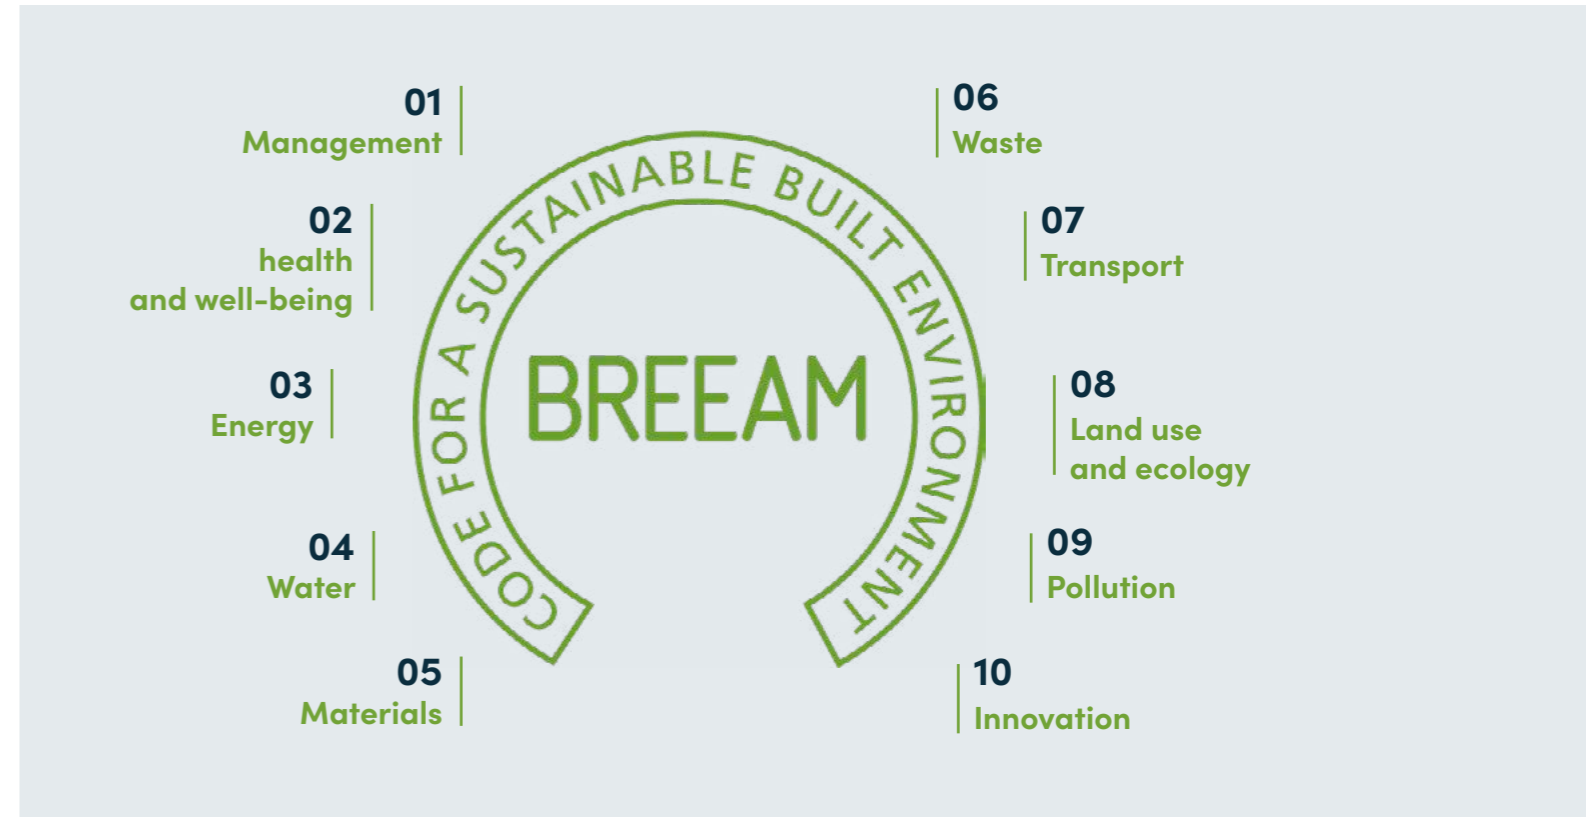 01
Management
02
health
and well-being
03
Energy
04
Water
05
Materials
CODE FOR A SUSTAINABLE BUILT ENVIRONMENT
BREEAM
06
Waste
07
Transport
08
Land use
and ecology
09
Pollution
10
Innovation